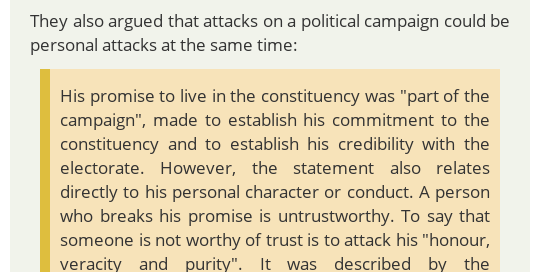 They also argued that attacks on a political campaign could be
personal attacks at the same time:
His promise to live in the constituency was "part of the
campaign", made to establish his commitment to the
constituency and to establish his credibility with the
electorate. However, the statement also relates
directly to his personal character or conduct. A person
who breaks his promise is untrustworthy. To say that
someone is not worthy of trust is to attack his "honour,
veracity and purity". It was described by the